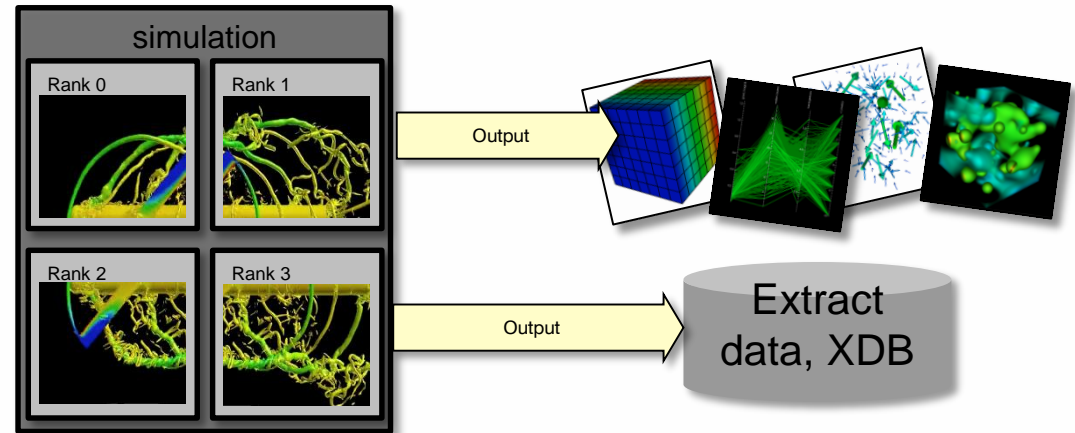 simulation
Rank 0
Rank 1
Output
Rank 2
Rank 3
Output
Extract
data, XDB